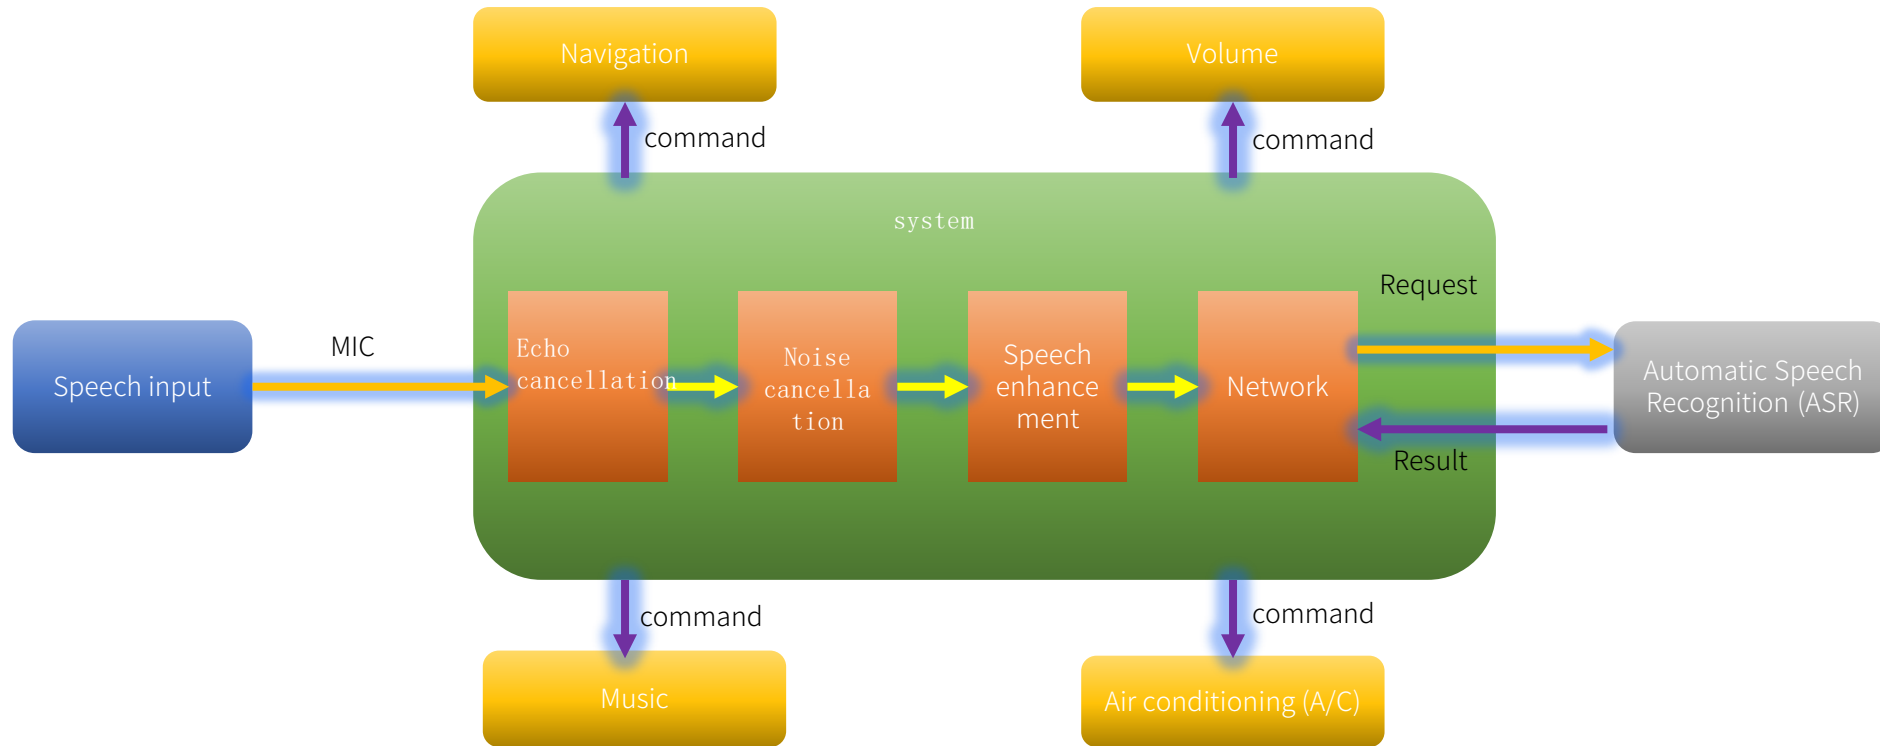 Navigation
Volume
command
command
system
Request
MIC
Echo
cancellation
Noise
cancella
tion
Speech
enhance
ment
Network
Speech input
Automatic Speech
Recognition (ASR)
Result
command
command
Music
Air conditioning (A/C)